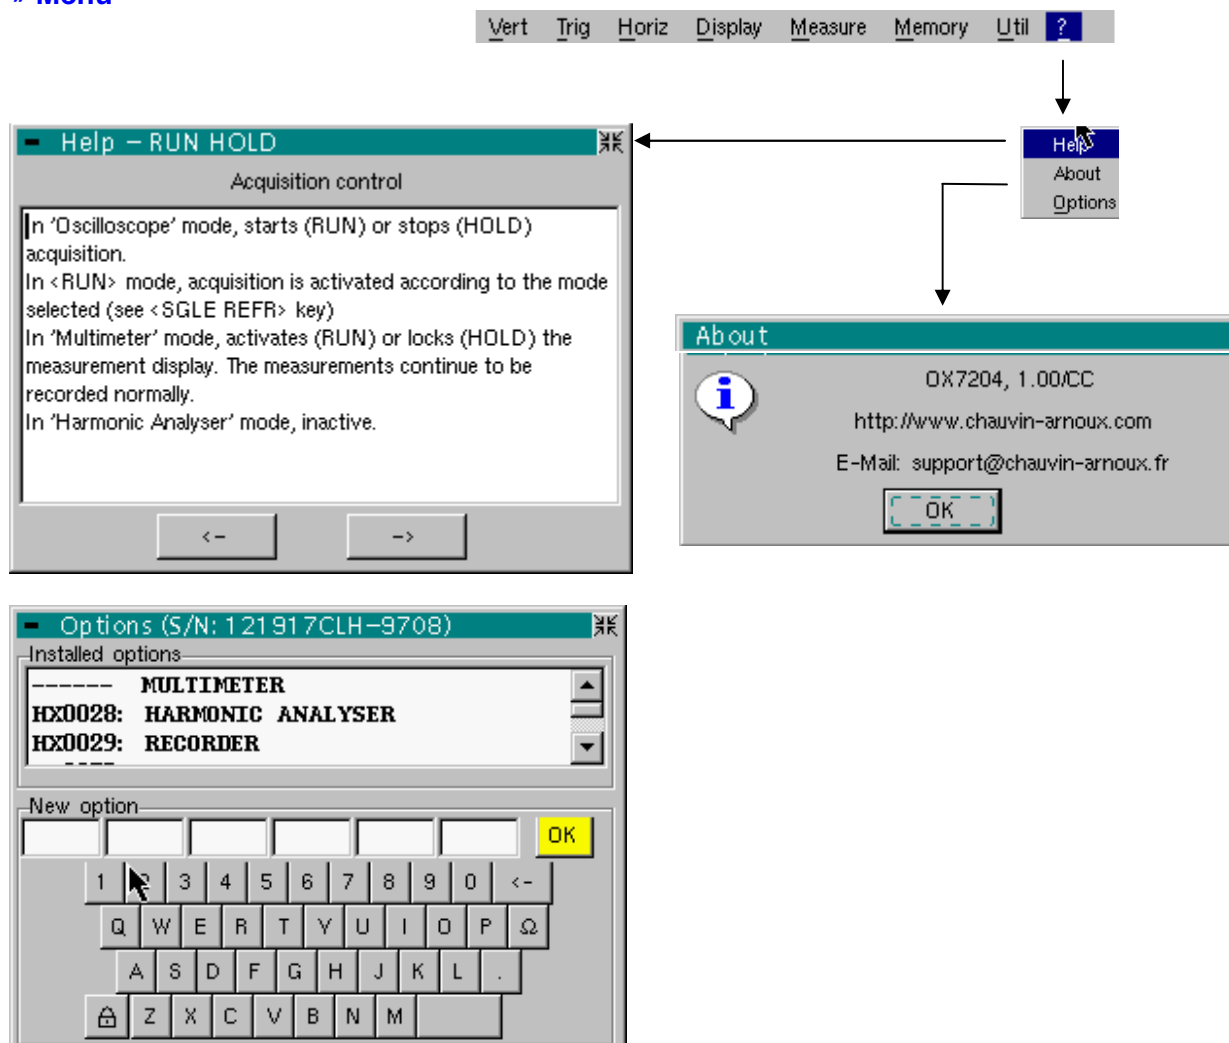 " Menu
Vert Trig Horiz Display Measure Memory Util ?
Help
About
Options
Help – RUN HOLD
Acquisition control
In 'Oscilloscope' mode, starts (RUN) or stops (HOLD)
acquisition.
In <RUN> mode, acquisition is activated according to the mode
selected (see <SGLE REFR> key)
In 'Multimeter' mode, activates (RUN) or locks (HOLD) the
measurement display. The measurements continue to be
recorded normally.
In 'Harmonic Analyser' mode, inactive.
<- ->
About
OX7204, 1.00/CC
http://www.chauvin-arnoux.com
E-Mail: support@chauvin-arnoux.fr
OK
Options (S/N: 121917CLH–9708)
Installed options
------ MULTIMETER
HX0028: HARMONIC ANALYSER
HX0029: RECORDER
New option
OK
1 2 3 4 5 6 7 8 9 0 <-
Q W E R T Y U I O P Ω
A S D F G H J K L .
Z X C V B N M